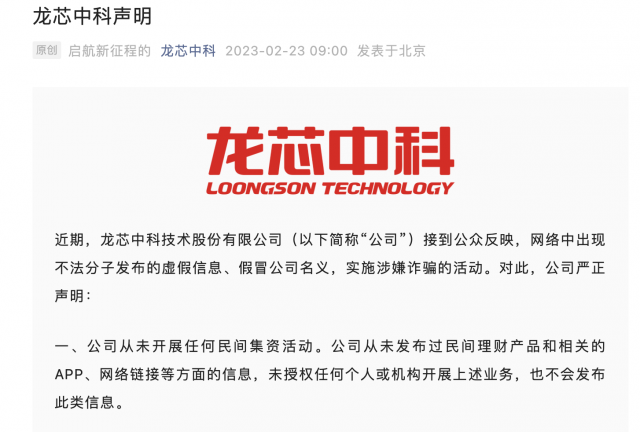 龙芯中科声明
原创 启航新征程的 龙芯中科 2023-02-23 09:00 发表于北京
龙芯中科
LOONGSON TECHNOLOGY
近期，龙芯中科技术股份有限公司（以下简称“公司”）接到公众反映，网络中出现
不法分子发布的虚假信息、假冒公司名义，实施涉嫌诈骗的活动。对此，公司严正
声明：
一、公司从未开展任何民间集资活动。公司从未发布过民间理财产品和相关的
APP、网络链接等方面的信息，未授权任何个人或机构开展上述业务，也不会发布
此类信息。